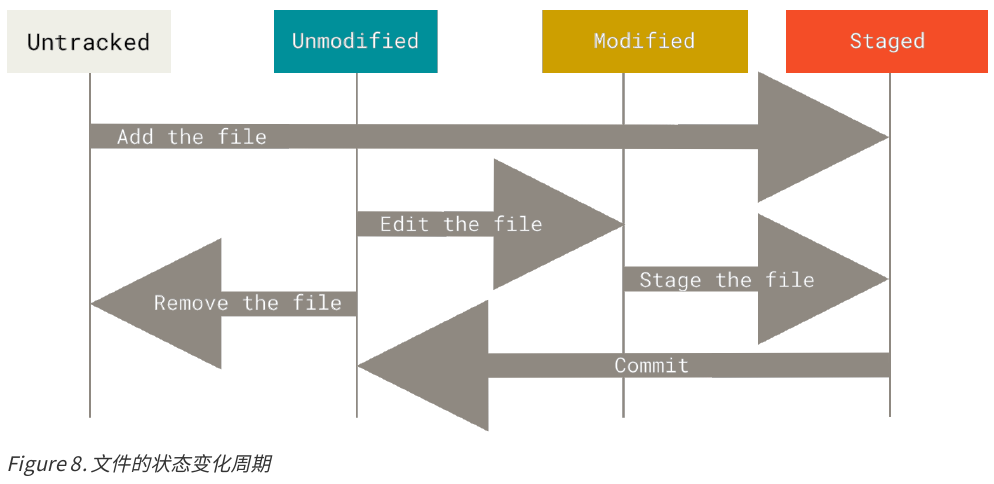 Untracked
Unmodified
Modified
Staged
Add the file
Edit the file
Stage the file
Remove the file
Commit
Figure 8. 文件的状态变化周期